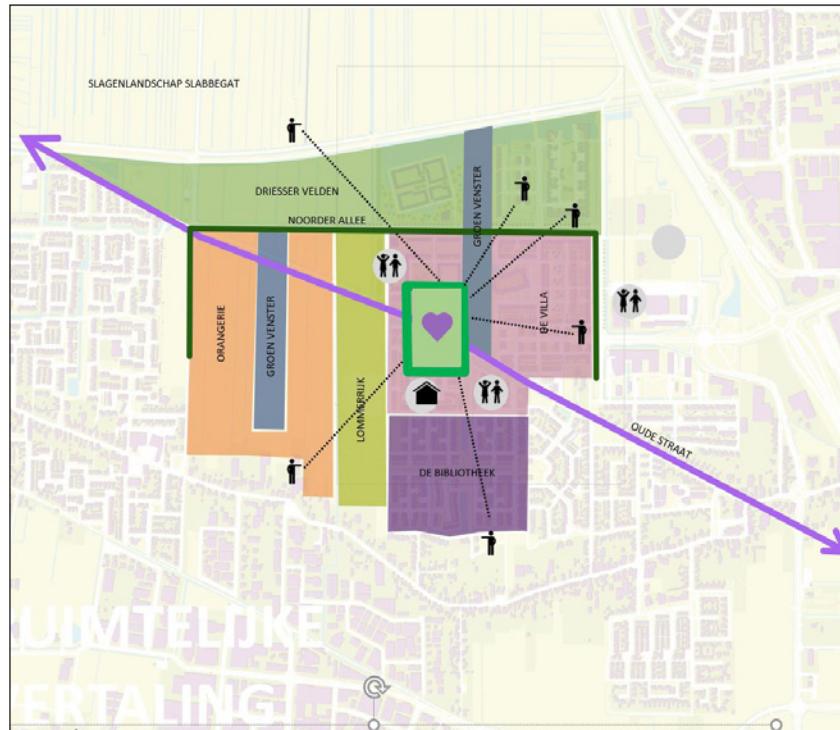 SLAGENLANDSCHAP SLABBEGAT
DRIESSER VELDEN
NOORDER ALLEE
GROEN VENSTER
ORANGERIE
GROEN VENSTER
LOMMERRIJK
DE VILLA
OUDE STRAAT
DE BIBLIOTHEEK
UIMTELIJKE
VERTALING